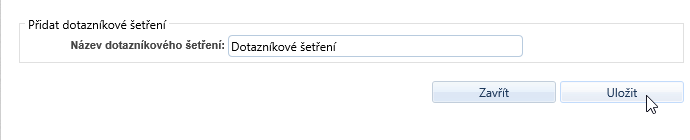 Přidat dotazníkové šetření
Název dotazníkového šetření: Dotazníkové šetření
Zavřít Uložit